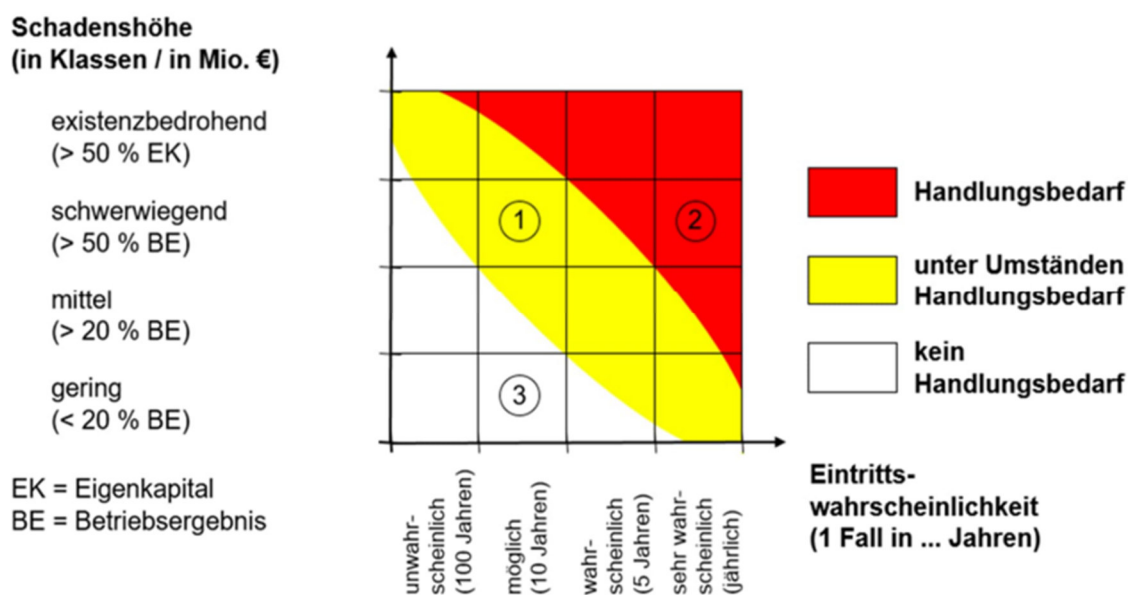 Schadenshöhe
(in Klassen / in Mio. €)
existenzbedrohend
(> 50 % EK)
schwerwiegend
(> 50 % BE)
mittel
(> 20 % BE)
gering
(< 20 % BE)
EK = Eigenkapital
BE = Betriebsergebnis
1
2
3
unwahr-
scheinlich
(100 Jahren)
möglich
(10 Jahren)
wahr-
scheinlich
(5 Jahren)
sehr wahr-
scheinlich
(jährlich)
Handlungsbedarf
unter Umständen
Handlungsbedarf
kein
Handlungsbedarf
Eintritts-
wahrscheinlichkeit
(1 Fall in ... Jahren)